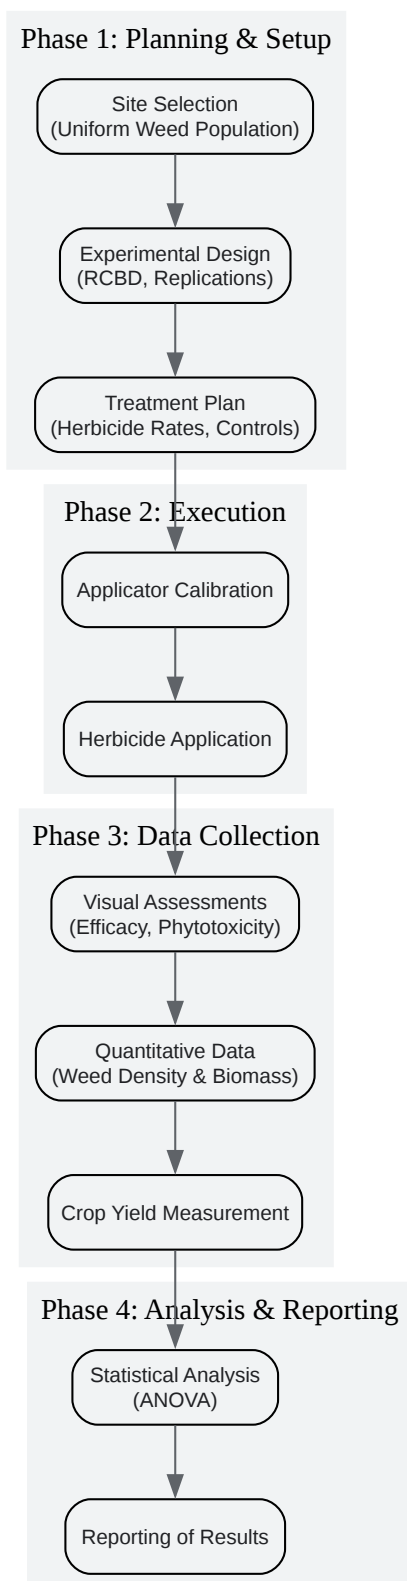 Phase 1: Planning & Setup
Site Selection
(Uniform Weed Population)
Experimental Design
(RCBD, Replications)
Treatment Plan
(Herbicide Rates, Controls)
Phase 2: Execution
Applicator Calibration
Herbicide Application
Phase 3: Data Collection
Visual Assessments
(Efficacy, Phytotoxicity)
Quantitative Data
(Weed Density & Biomass)
Crop Yield Measurement
Phase 4: Analysis & Reporting
Statistical Analysis
(ANOVA)
Reporting of Results